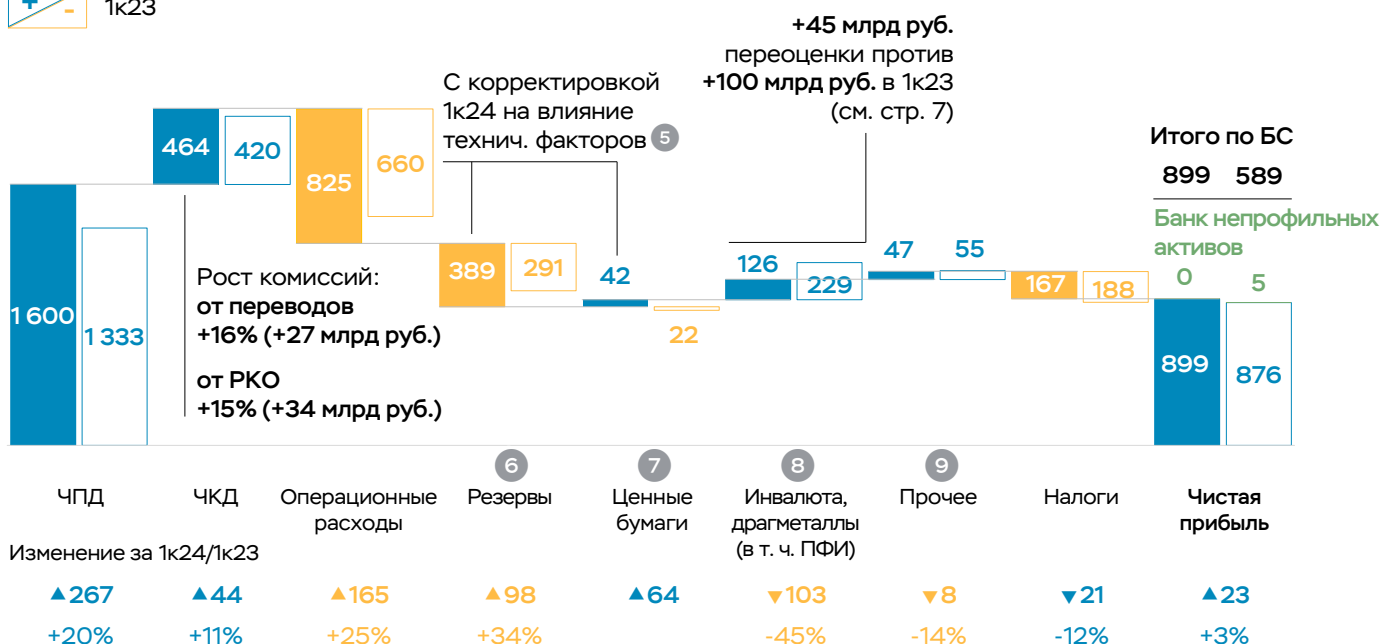 + -
1к23
+45 млрд руб.
переоценки против
+100 млрд руб. в 1к23
(см. стр. 7)
С корректировкой
1к24 на влияние
технич. факторов 5
Итого по БС
899 589
Банк непрофильных
активов
0 5
464 420
825 660
389 291
42
22
126 229
47 55
167 188
1 600 1 333
899 876
Рост комиссий:
от переводов
+16% (+27 млрд руб.)
от РКО
+15% (+34 млрд руб.)
6 7 8 9
ЧПД ЧКД Операционные Резервы Ценные Инвалюта, Прочее Налоги Чистая
расходы бумаги драгметаллы прибыль
(в т. ч. ПФИ)
Изменение за 1к24/1к23
▲267 ▲44 ▲165 ▲98 ▲64 ▼103 ▼8 ▼21 ▲23
+20% +11% +25% +34% -45% -14% -12% +3%